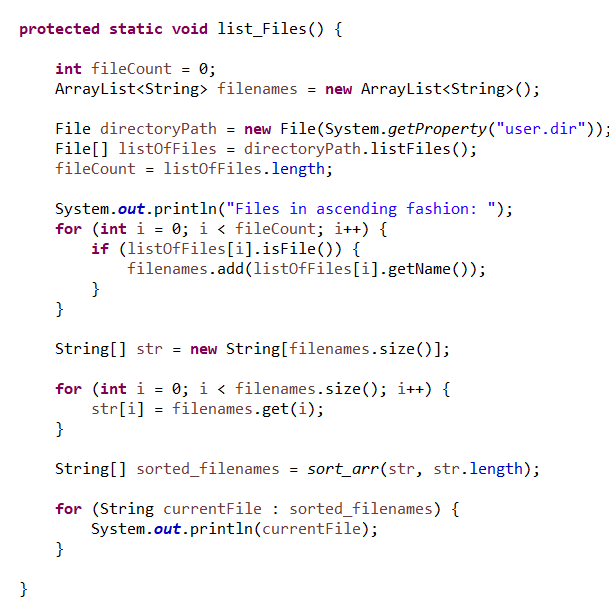 protected static void list_Files() {
int fileCount = 0;
ArrayList<String> filenames = new ArrayList<String>();
File directoryPath = new File(System.getProperty("user.dir"));
File[] listOfFiles = directoryPath.listFiles();
fileCount = listOfFiles.length;
System.out.println("Files in ascending fashion: ");
for (int i = 0; i < fileCount; i++) {
if (listOfFiles[i].isFile()) {
filenames.add(listOfFiles[i].getName());
}
}
String[] str = new String[filenames.size()];
for (int i = 0; i < filenames.size(); i++) {
str[i] = filenames.get(i);
}
String[] sorted_filenames = sort_arr(str, str.length);
for (String currentFile : sorted_filenames) {
System.out.println(currentFile);
}
}